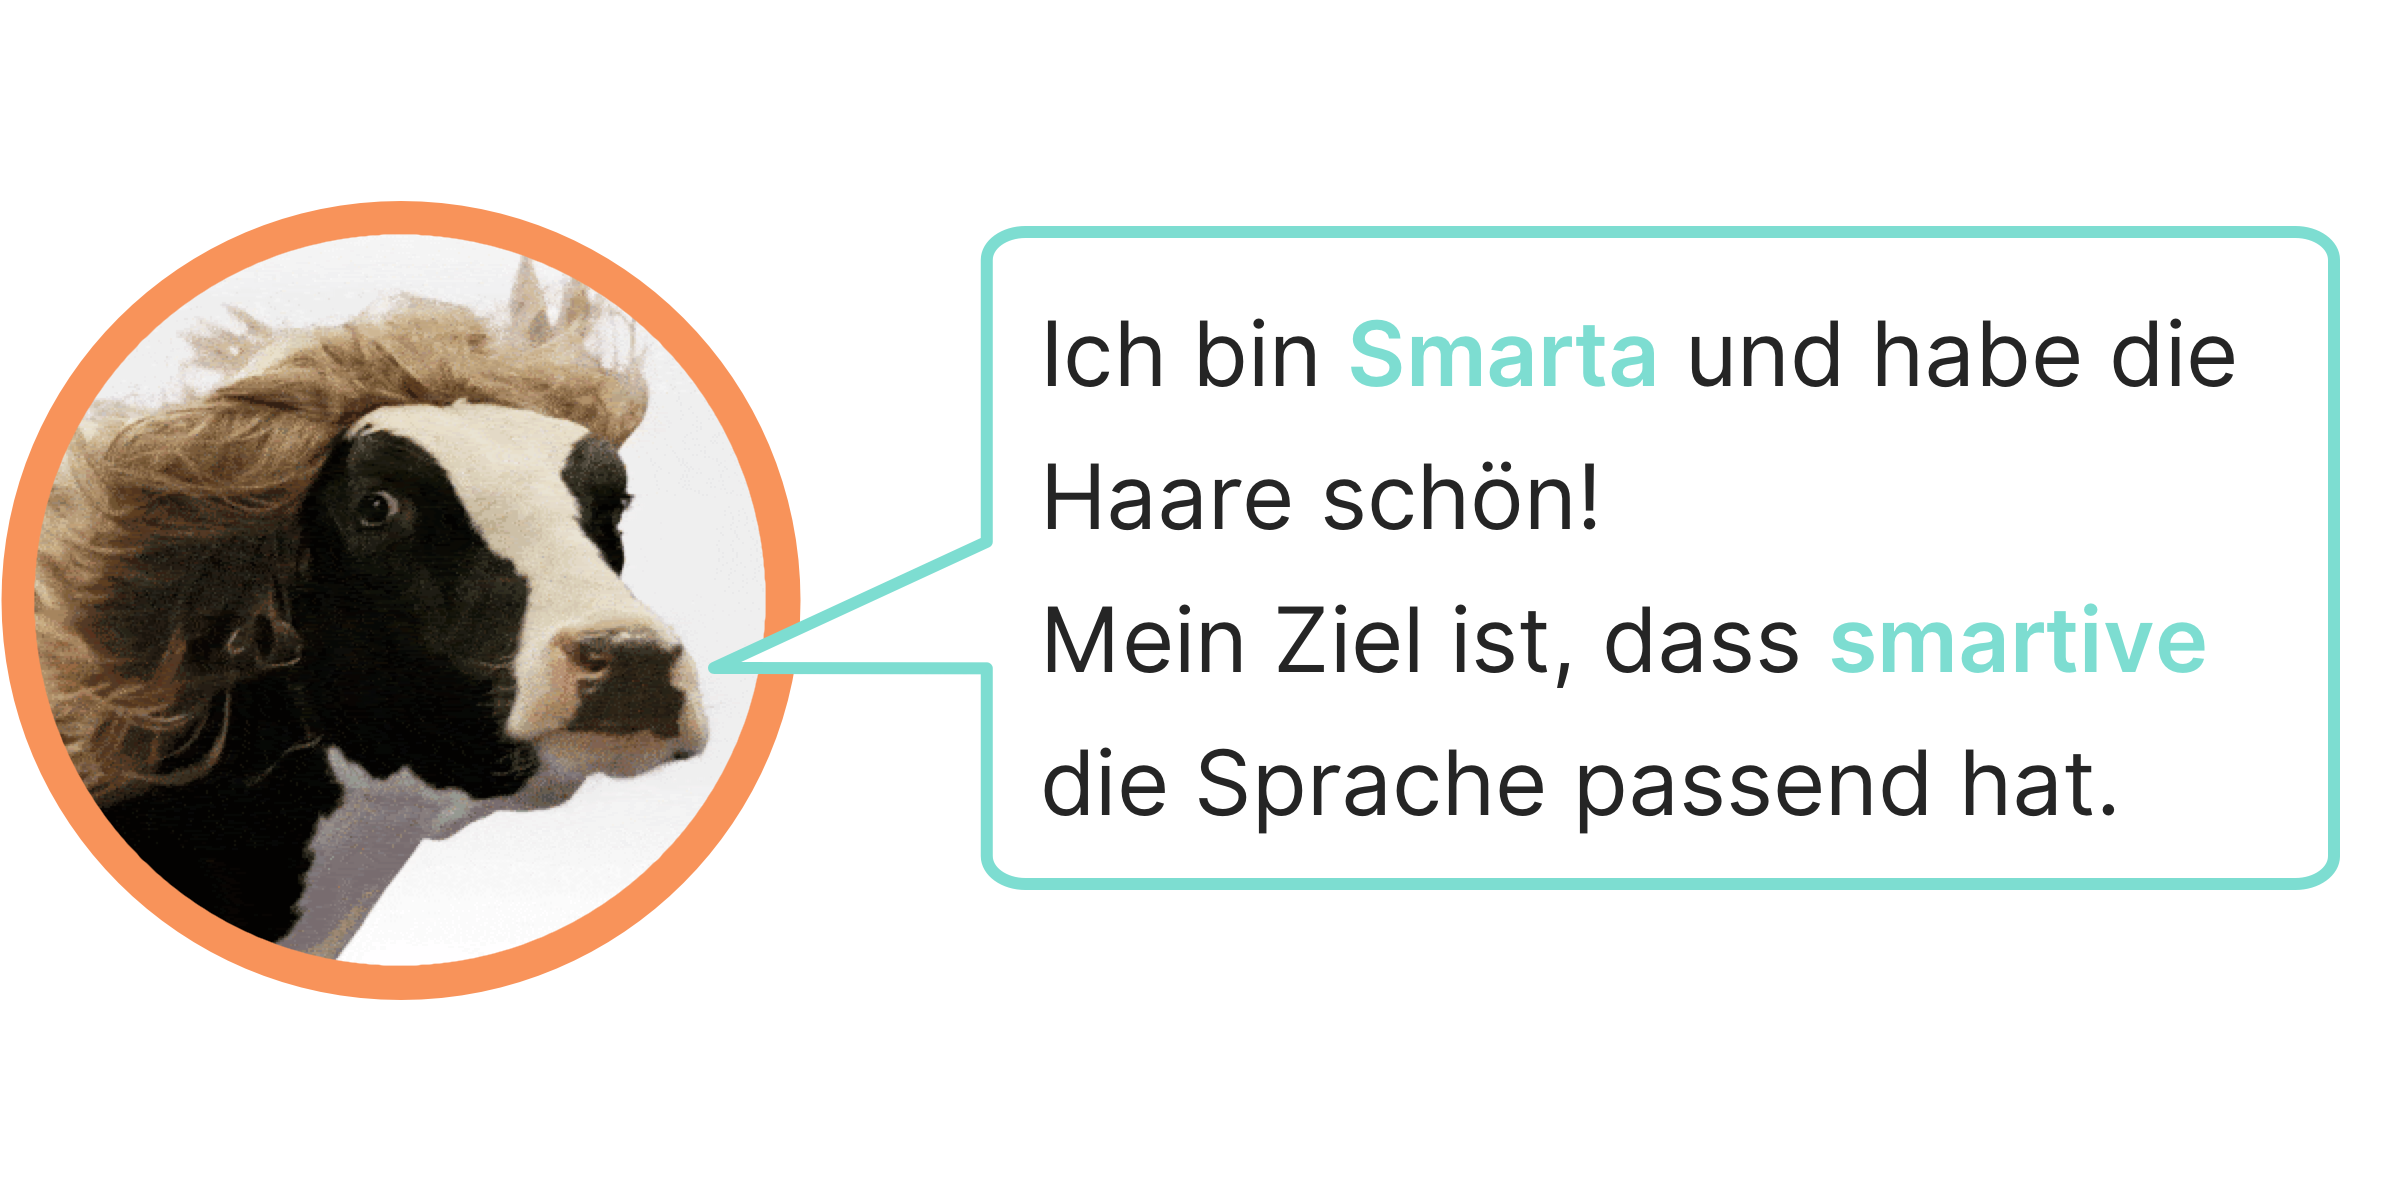 Ich bin Smarta und habe die
Haare schön!
Mein Ziel ist, dass smartive
die Sprache passend hat.